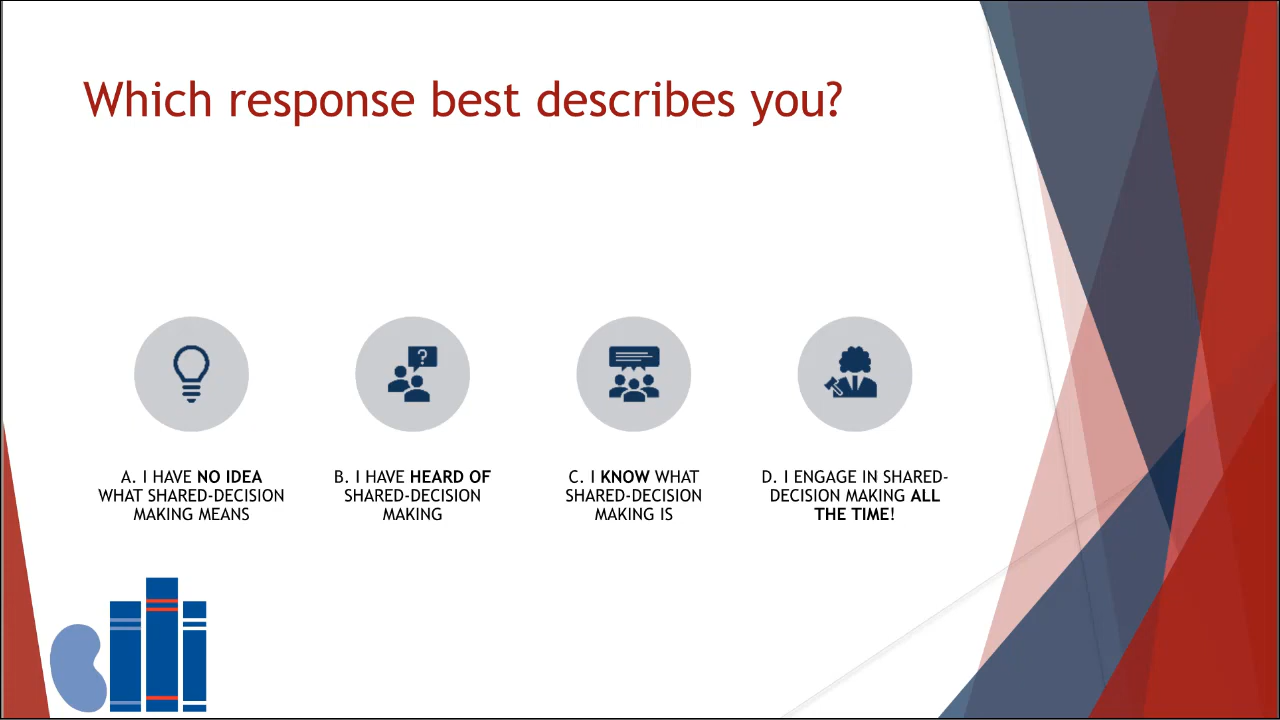 Which response best describes you?
?
A. I HAVE NO IDEA
WHAT SHARED-DECISION
MAKING MEANS
B. I HAVE HEARD OF
SHARED-DECISION
MAKING
C. I KNOW WHAT
SHARED-DECISION
MAKING IS
D. I ENGAGE IN SHARED-
DECISION MAKING ALL
THE TIME!